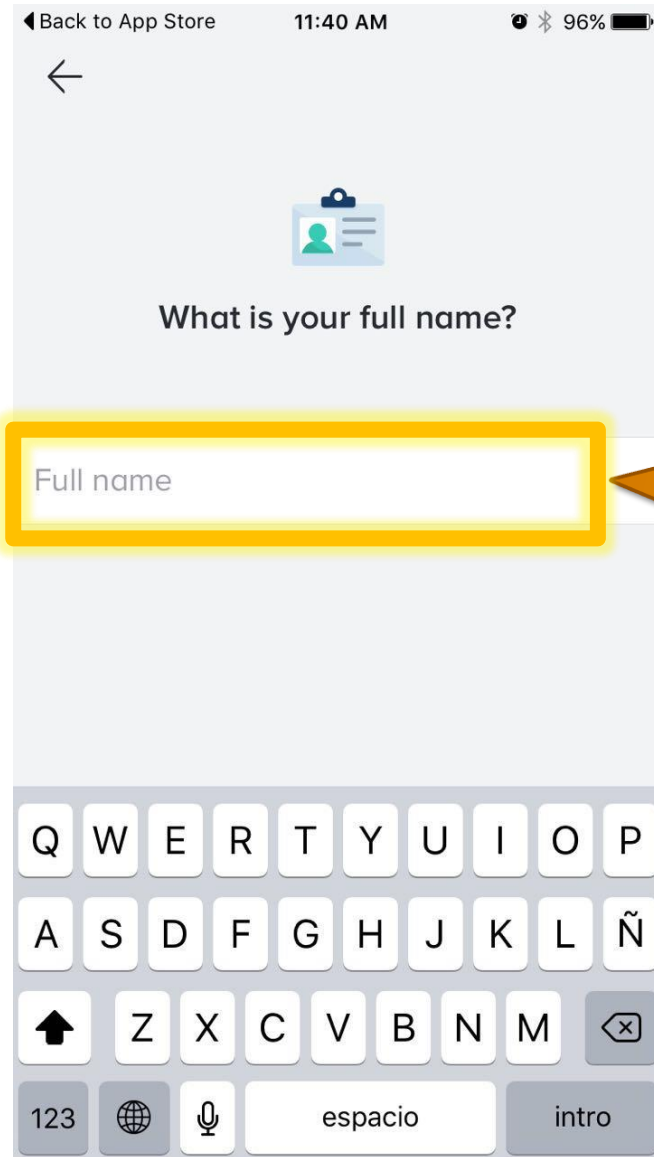 Back to App Store 11:40 AM 96%
What is your full name?
Full name
Q W E R T Y U I O P
A S D F G H J K L Ñ
Z X C V B N M
123 espacio intro